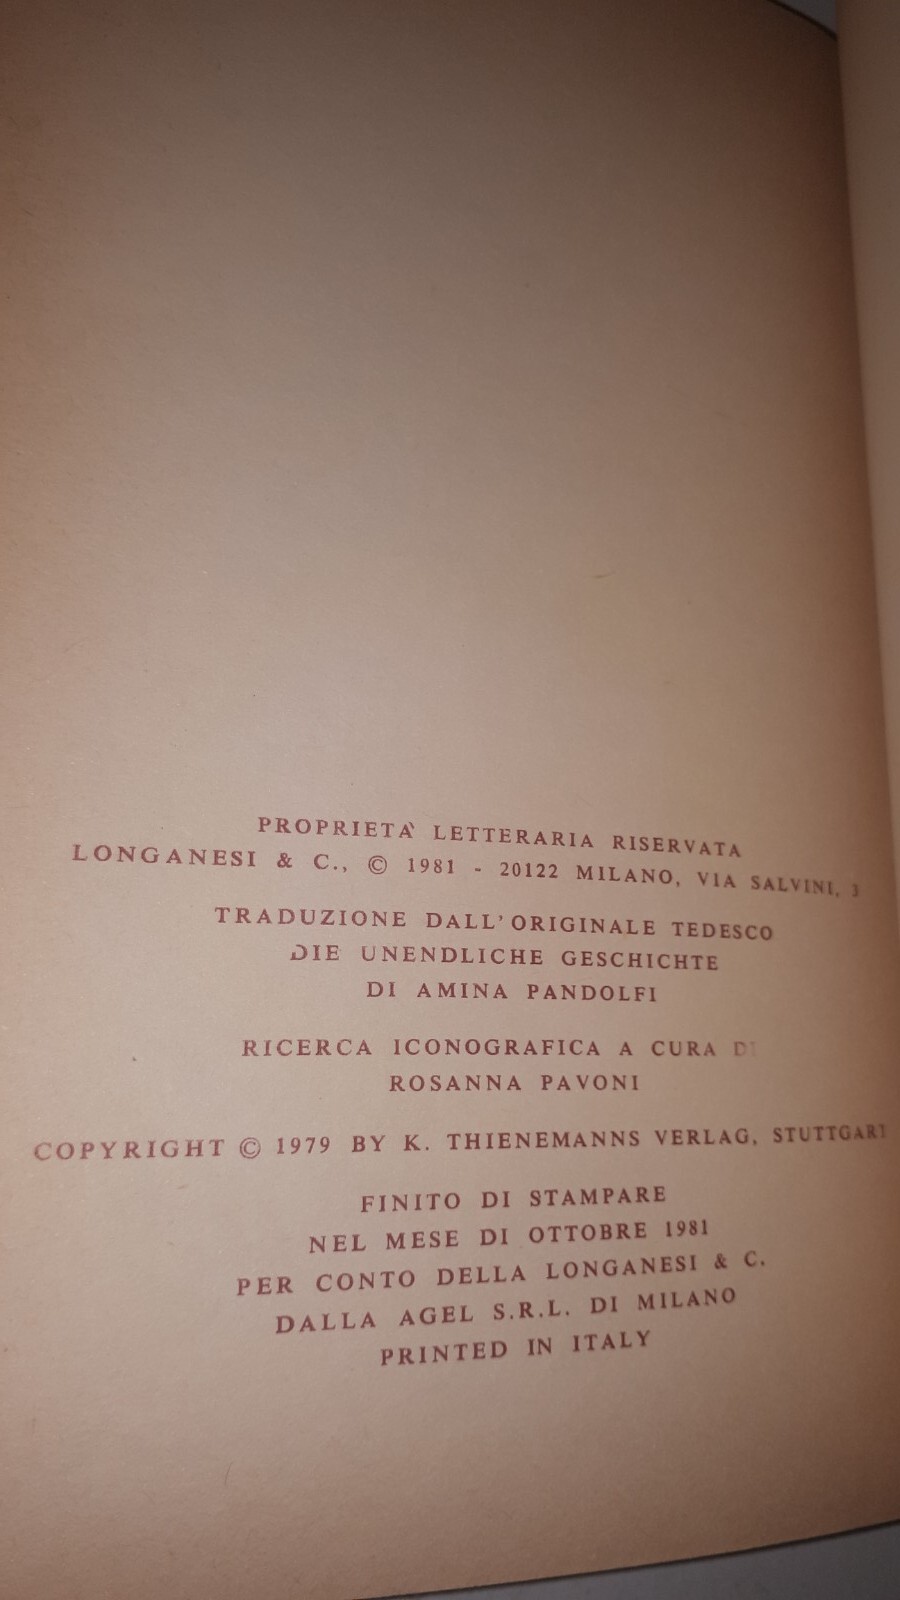 PROPRIETÀ LETTERARIA RISERVATA
LONGANESI & C., © 1981 - 20122 MILANO, VIA SALVINI, 3
TRADUZIONE DALL'ORIGINALE TEDESCO
DIE UNENDLICHE GESCHICHTE
DI AMINA PANDOLFI
RICERCA ICONOGRAFICA A CURA DI
ROSANNA PAVONI
COPYRIGHT © 1979 BY K. THIENEMANNS VERLAG, STUTTGART
FINITO DI STAMPARE
NEL MESE DI OTTOBRE 1981
PER CONTO DELLA LONGANESI & C.
DALLA AGEL S.R.L. DI MILANO
PRINTED IN ITALY